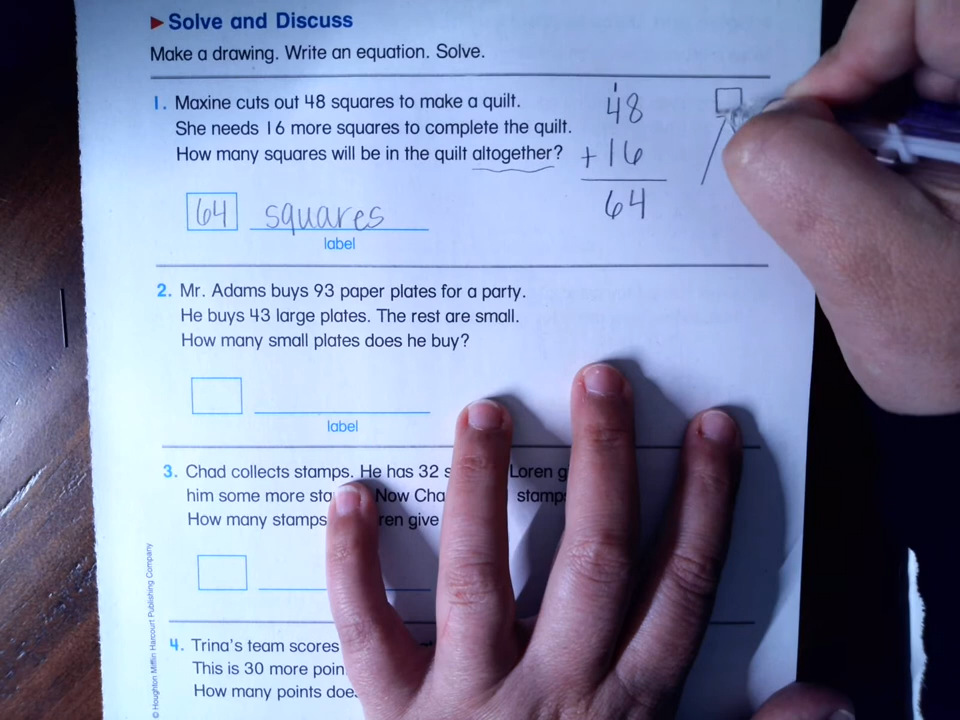 Solve and Discuss
Make a drawing. Write an equation. Solve.
1. Maxine cuts out 48 squares to make a quilt.
She needs 16 more squares to complete the quilt.
How many squares will be in the quilt altogether?
1
48
+ 16
64
64 squares
label
2. Mr. Adams buys 93 paper plates for a party.
He buys 43 large plates. The rest are small.
How many small plates does he buy?
label
3. Chad collects stamps. He has 32 Loren
him some more Now
How many stamps give
4. Trina's team scores
This is 30 more
How many points
© Houghton Mifflin Harcourt Publishing Company